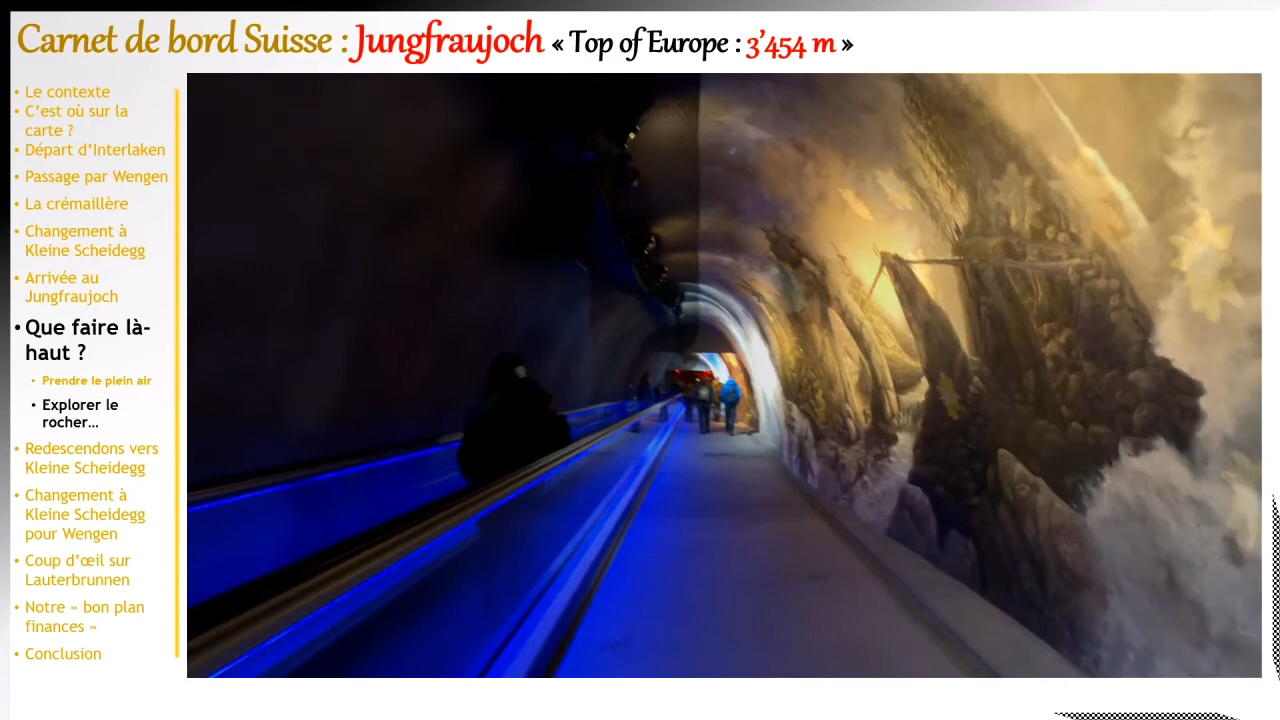 Carnet de bord Suisse : Jungfraujoch « Top of Europe : 3’454 m »
• Le contexte
• C’est où sur la
carte ?
• Départ d’Interlaken
• Passage par Wengen
• La crémaillère
• Changement à
Kleine Scheidegg
• Arrivée au
Jungfraujoch
• Que faire là-
haut ?
• Prendre le plein air
• Explorer le
rocher…
• Redescendons vers
Kleine Scheidegg
• Changement à
Kleine Scheidegg
pour Wengen
• Coup d’œil sur
Lauterbrunnen
• Notre « bon plan
finances »
• Conclusion